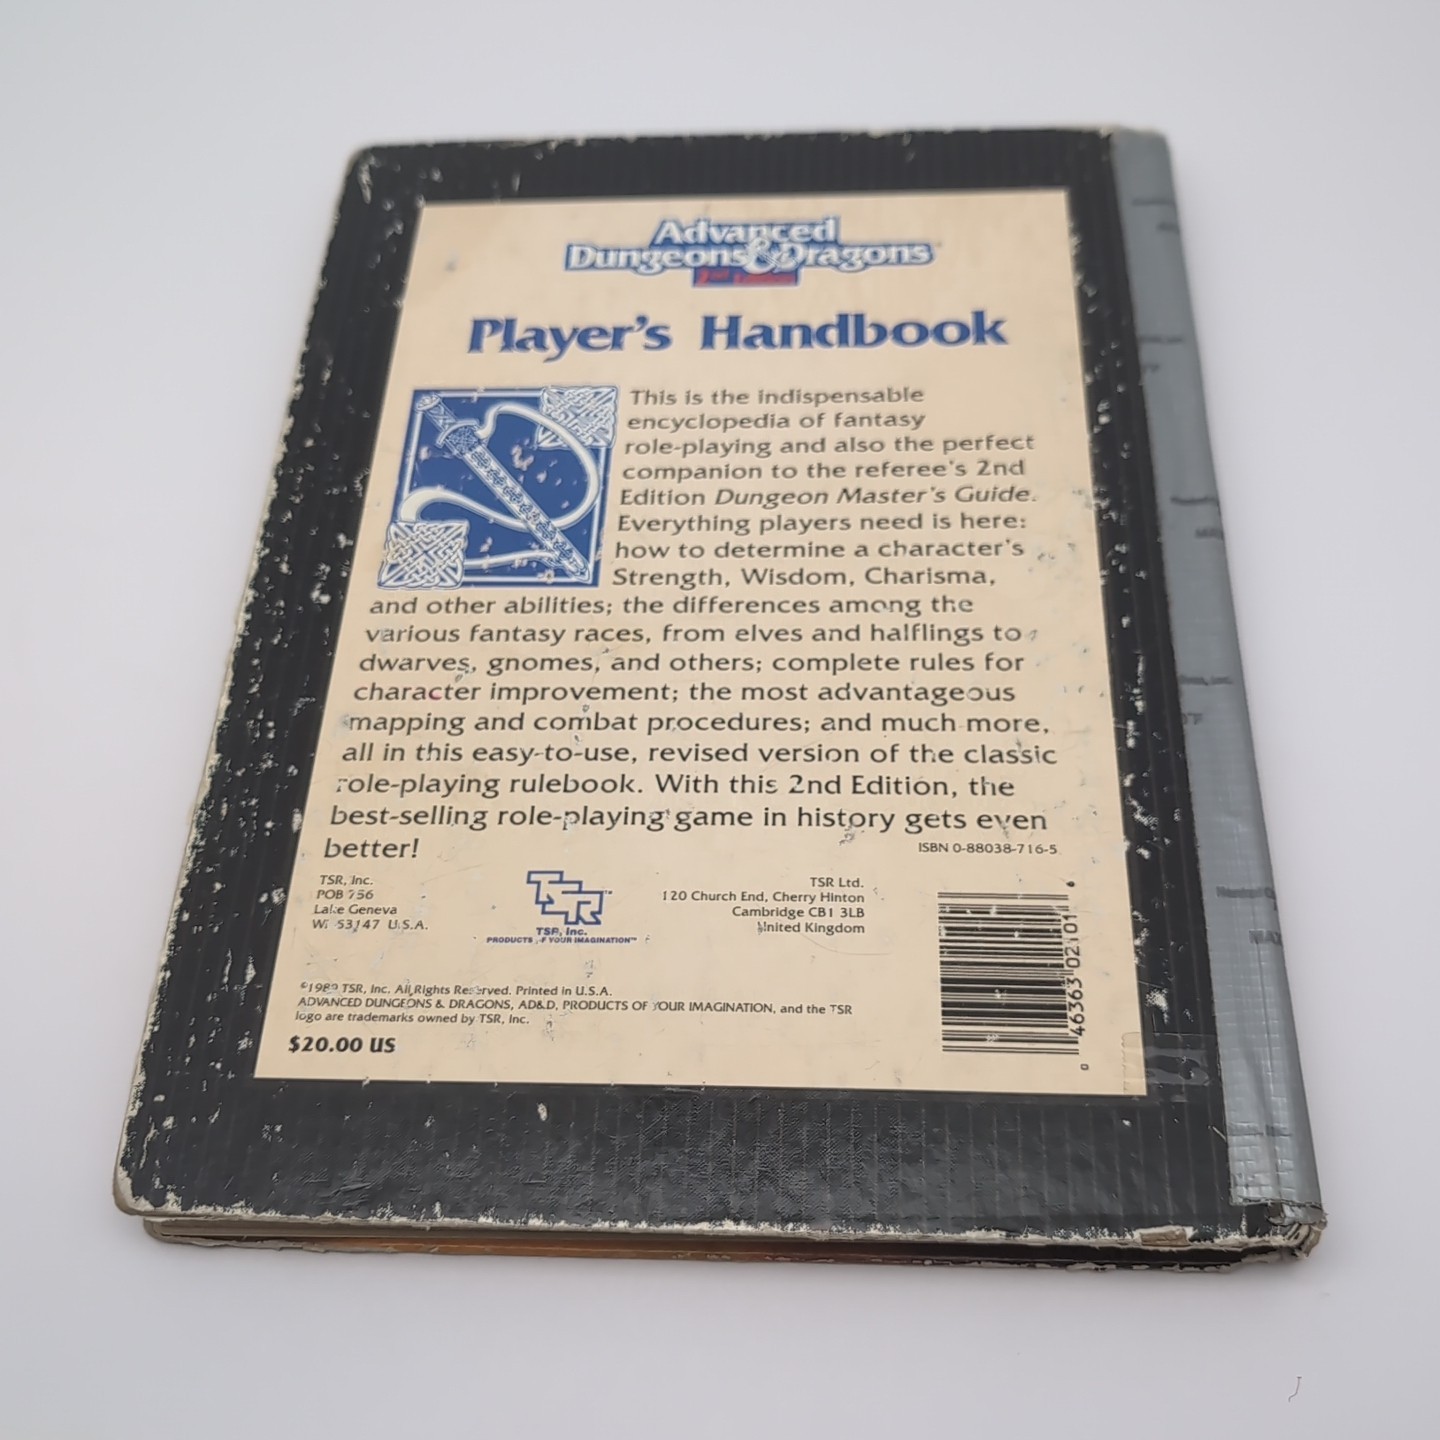 Advanced
Dungeons & Dragons
2nd Edition
Player's Handbook
This is the indispensable
encyclopedia of fantasy
role-playing and also the perfect
companion to the referee's 2nd
Edition Dungeon Master's Guide.
Everything players need is here:
how to determine a character's
Strength, Wisdom, Charisma,
and other abilities; the differences among the
various fantasy races, from elves and halflings to
dwarves, gnomes, and others; complete rules for
character improvement; the most advantageous
mapping and combat procedures; and much more,
all in this easy-to-use, revised version of the classic
role-playing rulebook. With this 2nd Edition, the
best-selling role-playing game in history gets even
better!
ISBN 0-88038-716-5
TSR, Inc.
POB 756
Lake Geneva
WI 53147 U.S.A.
TSR™
TSR, Inc.
PRODUCTS OF YOUR IMAGINATION™
TSR Ltd.
120 Church End, Cherry Hinton
Cambridge CB1 3LB
United Kingdom
©1989 TSR, Inc. All Rights Reserved. Printed in U.S.A.
ADVANCED DUNGEONS & DRAGONS, AD&D, PRODUCTS OF YOUR IMAGINATION, and the TSR
logo are trademarks owned by TSR, Inc.
$20.00 US
0 46363 02101 6